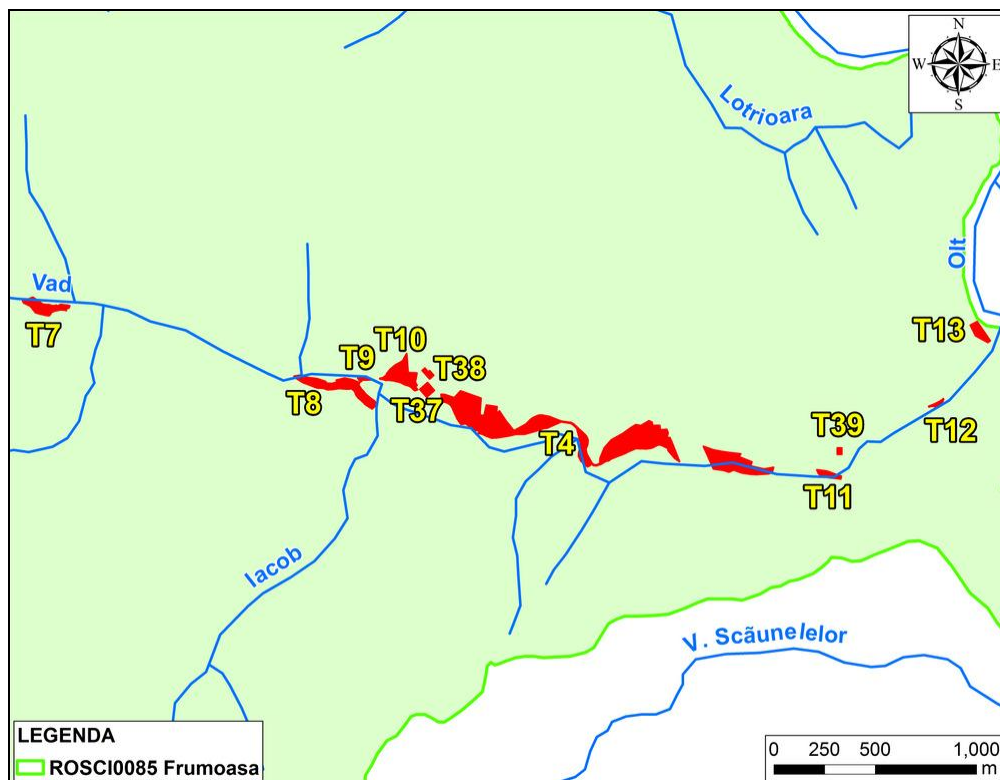 N
W E
S
Lotrioara
Olt
Vad
T7
T13
T10
T9
T38
T8
T37
T4
T39
T12
T11
Iacob
V. Scãunelelor
LEGENDA
ROSCI0085 Frumoasa
0 250 500 1,000
m